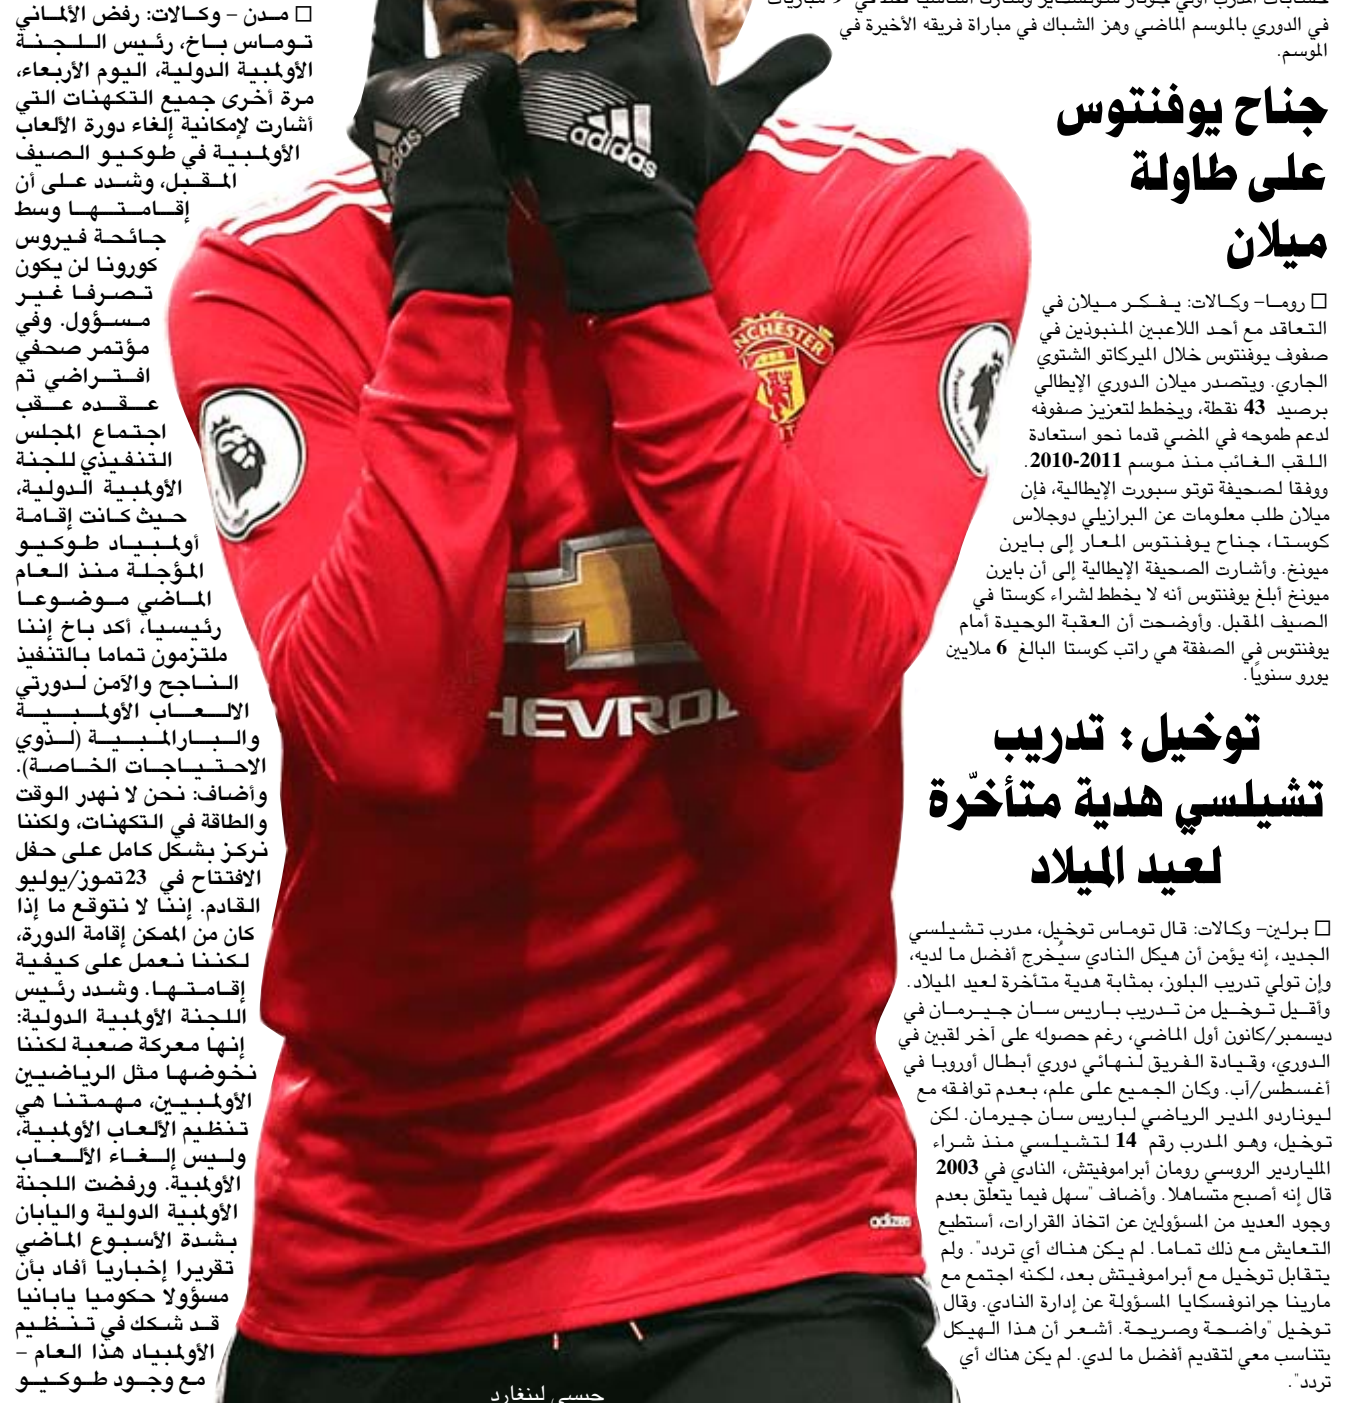 في الدوري بالموسم الماضي وهز الشباك في مباراة فريقه الأخيرة في
الموسم.
جناح يوفنتوس
على طاولة
ميلان
□ روما– وكالات: يفكر ميلان في
التعاقد مع أحد اللاعبين المنبوذين في
صفوف يوفنتوس خلال الميركاتو الشتوي
الجاري. ويتصدر ميلان الدوري الإيطالي
برصيد 43 نقطة، ويخطط لتعزيز صفوفه
لدعم طموحه في المضي قدما نحو استعادة
اللقب الغائب منذ موسم 2011-2010.
ووفقا لصحيفة توتو سبورت الإيطالية، فإن
ميلان طلب معلومات عن البرازيلي دوجلاس
كوستا، جناح يوفنتوس المعار إلى بايرن
ميونخ. وأشارت الصحيفة الإيطالية إلى أن بايرن
ميونخ أبلغ يوفنتوس أنه لا يخطط لشراء كوستا في
الصيف المقبل. وأوضحت أن العقبة الوحيدة أمام
يوفنتوس في الصفقة هي راتب كوستا البالغ 6 ملايين
يورو سنوياً.
توخيل: تدريب
تشيلسي هدية متأخّرة
لعيد الميلاد
□ برلين– وكالات: قال توماس توخيل، مدرب تشيلسي
الجديد، إنه يؤمن أن هيكل النادي سيُخرج أفضل ما لديه،
وإن تولي تدريب البلوز، بمثابة هدية متأخرة لعيد الميلاد.
وأقيل توخيل من تدريب باريس سان جيرمان في
ديسمبر/كانون أول الماضي، رغم حصوله على آخر لقبين في
الدوري، وقيادة الفريق لنهائي دوري أبطال أوروبا في
أغسطس/آب. وكان الجميع على علم، بعدم توافقه مع
ليوناردو المدير الرياضي لباريس سان جيرمان. لكن
توخيل، وهو المدرب رقم 14 لتشيلسي منذ شراء
الملياردير الروسي رومان أبراموفيتش، النادي في 2003
قال إنه أصبح متساهلا. وأضاف "سهل فيما يتعلق بعدم
وجود العديد من المسؤولين عن اتخاذ القرارات، أستطيع
التعايش مع ذلك تماما. لم يكن هناك أي تردد". ولم
يتقابل توخيل مع أبراموفيتش بعد، لكنه اجتمع مع
مارينا جرانوفسكايا المسؤولة عن إدارة النادي. وقال
توخيل "واضحة وصريحة. أشعر أن هذا الهيكل
يتناسب معي لتقديم أفضل ما لدي. لم يكن هناك أي
تردد".
adidas
adidas
NCHESTER
HEVROL
adidas
جيسي لينغارد
□ مدن – وكالات: رفض الألماني
توماس باخ، رئيس اللجنة
الأولمبية الدولية، اليوم الأربعاء،
مرة أخرى جميع التكهنات التي
أشارت لإمكانية إلغاء دورة الألعاب
الأولمبية في طوكيو الصيف
المقبل، وشدد على أن
إقامتها وسط
جائحة فيروس
كورونا لن يكون
تصرفا غير
مسؤول. وفي
مؤتمر صحفي
افتراضي تم
عقده عقب
اجتماع المجلس
التنفيذي للجنة
الأولمبية الدولية،
حيث كانت إقامة
أولمبياد طوكيو
المؤجلة منذ العام
الماضي موضوعا
رئيسيا، أكد باخ إننا
ملتزمون تماما بالتنفيذ
الناجح والآمن لدورتي
الالعاب الأولمبية
والبارالمبية (لذوي
الاحتياجات الخاصة).
وأضاف: نحن لا نهدر الوقت
والطاقة في التكهنات، ولكننا
نركز بشكل كامل على حفل
الافتتاح في 23تموز/يوليو
القادم. إننا لا نتوقع ما إذا
كان من الممكن إقامة الدورة،
لكننا نعمل على كيفية
إقامتها. وشدد رئيس
اللجنة الأولمبية الدولية:
إنها معركة صعبة لكننا
نخوضها مثل الرياضيين
الأولمبيين، مهمتنا هي
تنظيم الألعاب الأولمبية،
وليس إلغاء الألعاب
الأولمبية. ورفضت اللجنة
الأولمبية الدولية واليابان
بشدة الأسبوع الماضي
تقريرا إخباريا أفاد بأن
مسؤولا حكوميا يابانيا
قد شكك في تنظيم
الأولمبياد هذا العام –
مع وجود طوكيو